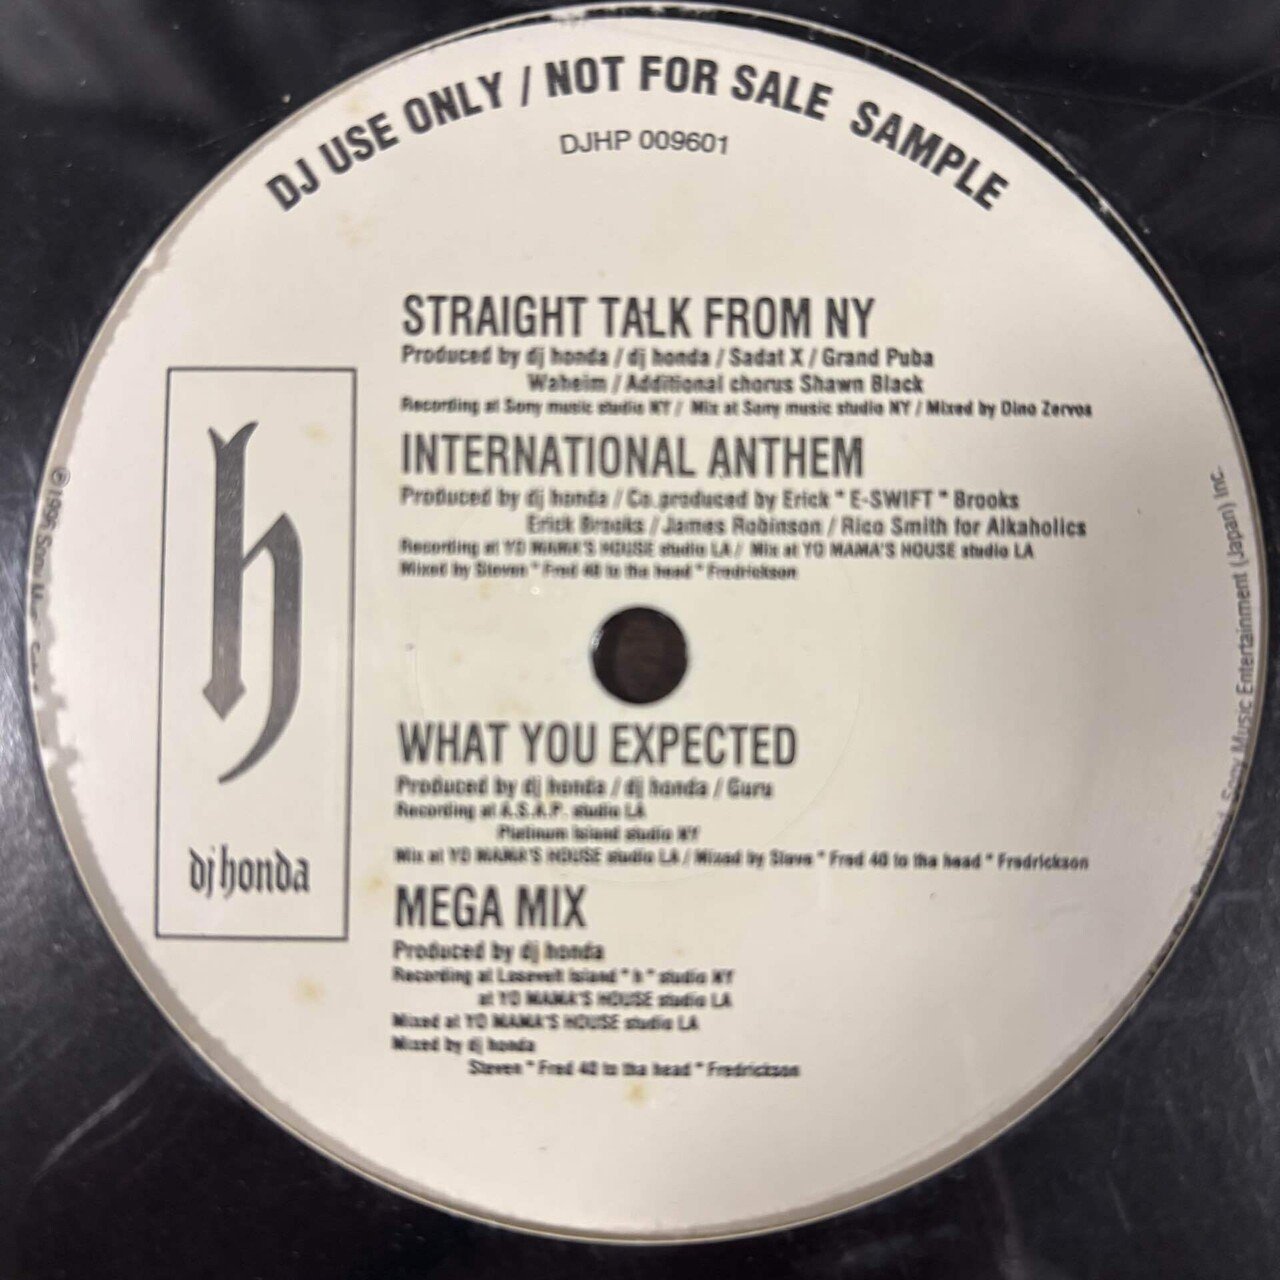 DJ USE ONLY / NOT FOR SALE SAMPLE
DJHP 009601
STRAIGHT TALK FROM NY
Produced by dj honda / dj honda / Sadat X / Grand Puba
Waheim / Additional chorus Shawn Black
Recording at Sony music studio NY / Mix at Sony music studio NY / Mixed by Dino Zervos
INTERNATIONAL ANTHEM
Produced by dj honda / Co.produced by Erick " E-SWIFT " Brooks
Erick Brooks / James Robinson / Rico Smith for Alkaholics
Recording at YO MAMA'S HOUSE studio LA / Mix at YO MAMA'S HOUSE studio LA
Mixed by Steven " Fred 40 to tha head " Fredrickson
WHAT YOU EXPECTED
Produced by dj honda / dj honda / Guru
Recording at A.S.A.P. studio LA
Platinum Island studio NY
Mix at YO MAMA'S HOUSE studio LA / Mixed by Steve " Fred 40 to tha head " Fredrickson
MEGA MIX
Produced by dj honda
Recording at Losevelt Island " h " studio NY
at YO MAMA'S HOUSE studio LA
Mixed at YO MAMA'S HOUSE studio LA
Mixed by dj honda
Steven " Fred 40 to tha head " Fredrickson
h
dj honda
℗1996 Sony
Sony Music Entertainment (Japan) Inc.